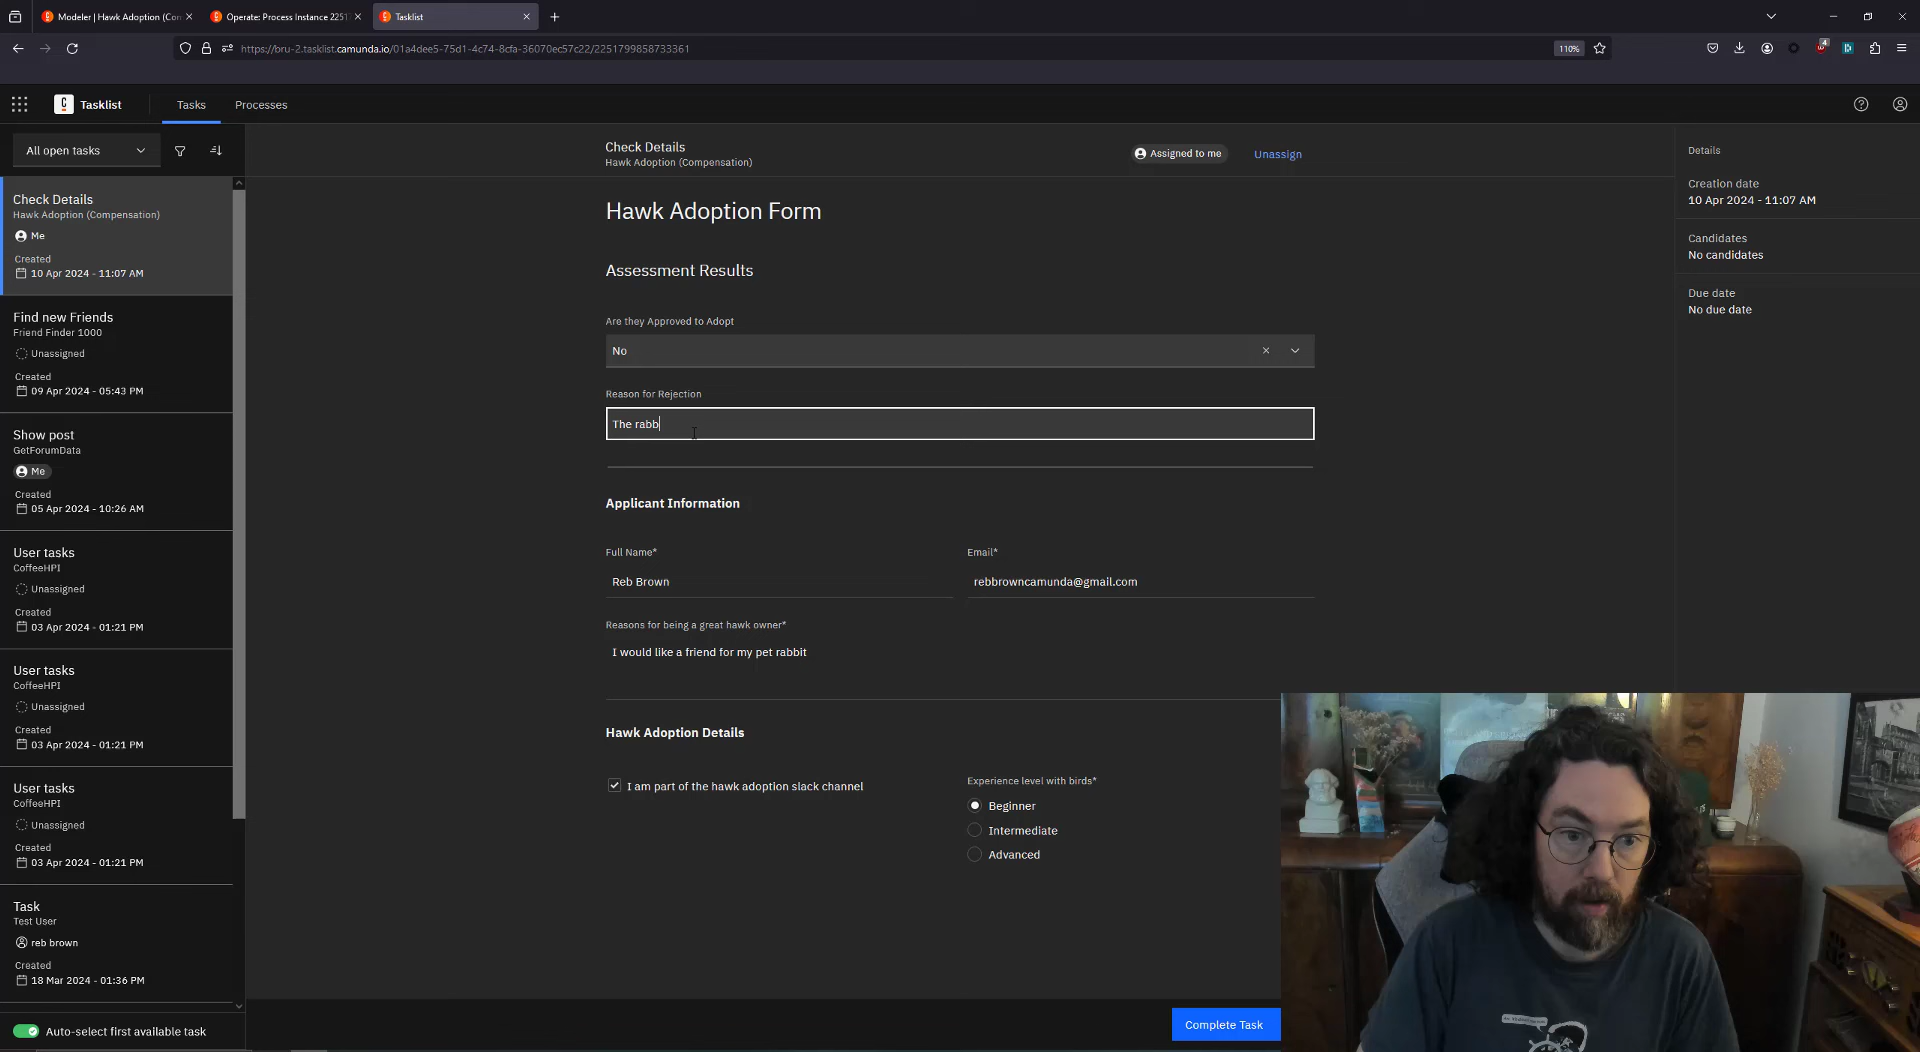 Modeler | Hawk Adoption (Con
Operate: Process Instance 2251
Tasklist
https://bru-2.tasklist.camunda.io/01a4dee5-75d1-4c74-8cfa-36070ec57c22/2251799858733361
110%
4
Tasklist
Tasks
Processes
All open tasks
Check Details
Hawk Adoption (Compensation)
Me
Created
10 Apr 2024 - 11:07 AM
Find new Friends
Friend Finder 1000
Unassigned
Created
09 Apr 2024 - 05:43 PM
Show post
GetForumData
Me
Created
05 Apr 2024 - 10:26 AM
User tasks
CoffeeHPI
Unassigned
Created
03 Apr 2024 - 01:21 PM
User tasks
CoffeeHPI
Unassigned
Created
03 Apr 2024 - 01:21 PM
User tasks
CoffeeHPI
Unassigned
Created
03 Apr 2024 - 01:21 PM
Task
Test User
reb brown
Created
18 Mar 2024 - 01:36 PM
Auto-select first available task
Check Details
Hawk Adoption (Compensation)
Assigned to me
Unassign
Hawk Adoption Form
Assessment Results
Are they Approved to Adopt
No
Reason for Rejection
The rabb
Applicant Information
Full Name*
Reb Brown
Email*
rebbrowncamunda@gmail.com
Reasons for being a great hawk owner*
I would like a friend for my pet rabbit
Hawk Adoption Details
I am part of the hawk adoption slack channel
Experience level with birds*
Beginner
Intermediate
Advanced
Complete Task
Details
Creation date
10 Apr 2024 - 11:07 AM
Candidates
No candidates
Due date
No due date